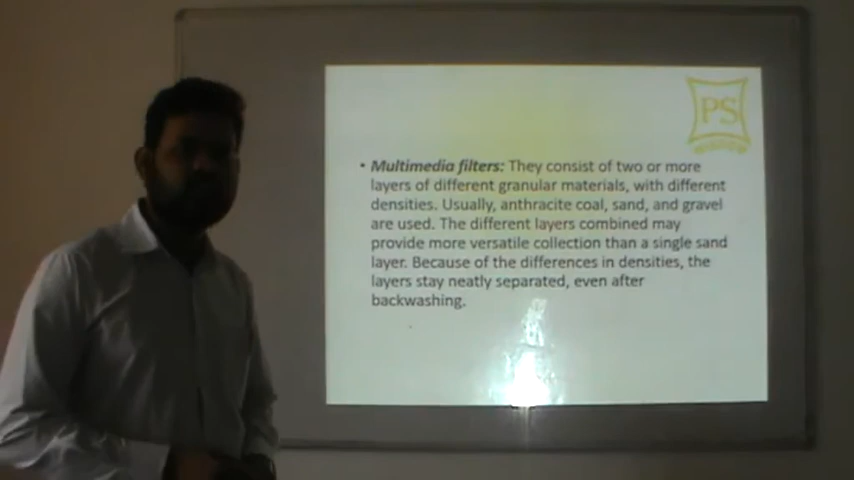 PS
• Multimedia filters: They consist of two or more
layers of different granular materials, with different
densities. Usually, anthracite coal, sand, and gravel
are used. The different layers combined may
provide more versatile collection than a single sand
layer. Because of the differences in densities, the
layers stay neatly separated, even after
backwashing.